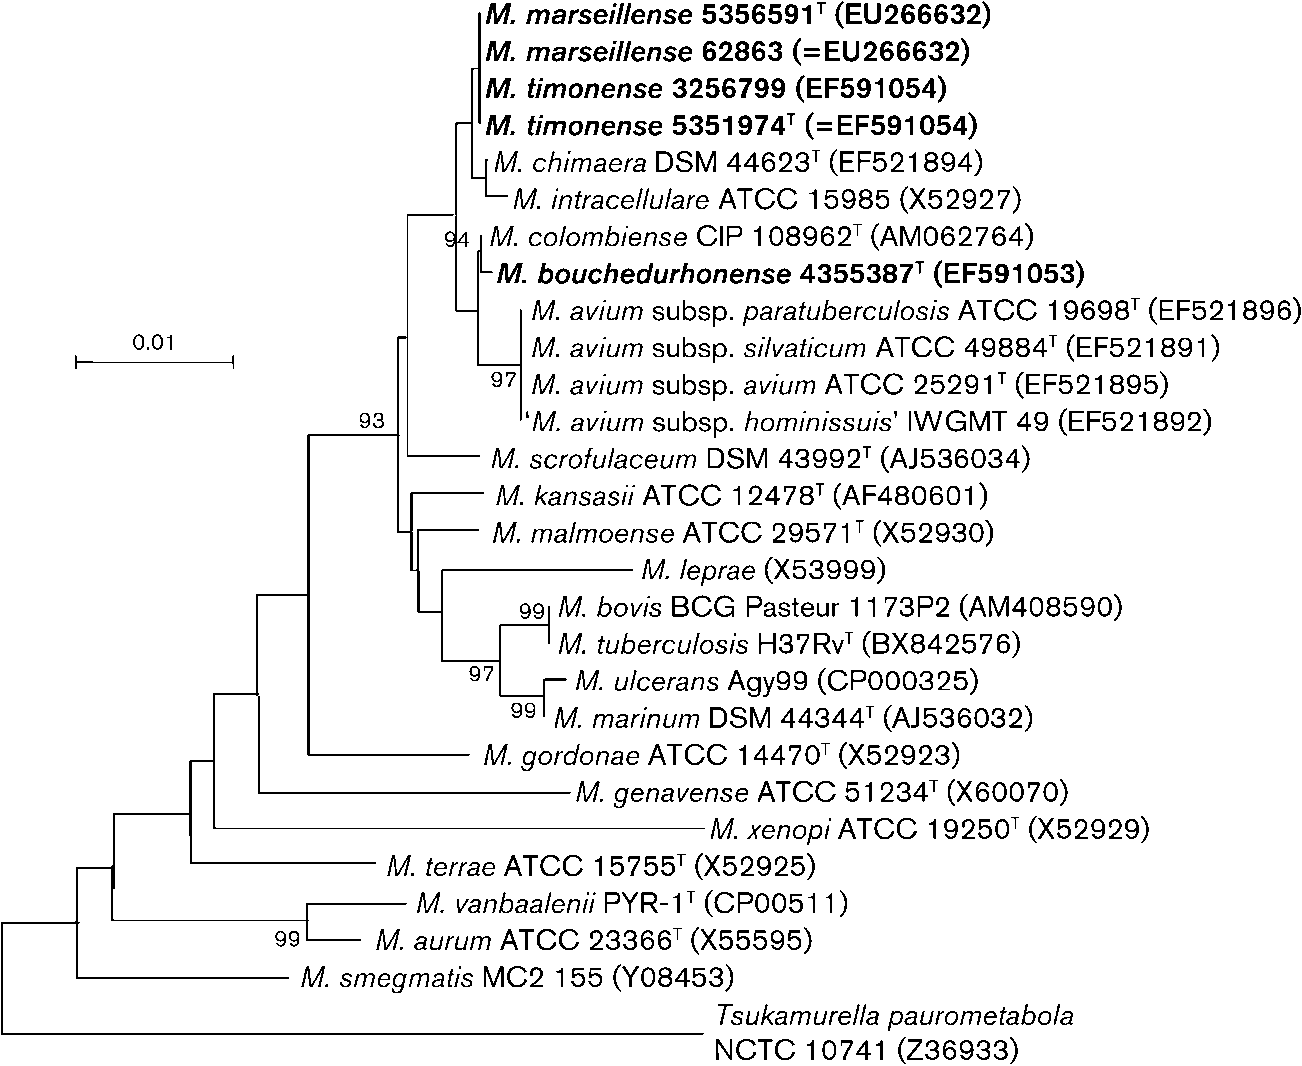 M. marseillense 5356591ᵀ (EU266632)
M. marseillense 62863 (=EU266632)
M. timonense 3256799 (EF591054)
M. timonense 5351974ᵀ (=EF591054)
M. chimaera DSM 44623ᵀ (EF521894)
M. intracellulare ATCC 15985 (X52927)
94
M. colombiense CIP 108962ᵀ (AM062764)
M. bouchedurhonense 4355387ᵀ (EF591053)
M. avium subsp. paratuberculosis ATCC 19698ᵀ (EF521896)
0.01
M. avium subsp. silvaticum ATCC 49884ᵀ (EF521891)
97
M. avium subsp. avium ATCC 25291ᵀ (EF521895)
‘M. avium subsp. hominissuis’ IWGMT 49 (EF521892)
93
M. scrofulaceum DSM 43992ᵀ (AJ536034)
M. kansasii ATCC 12478ᵀ (AF480601)
M. malmoense ATCC 29571ᵀ (X52930)
M. leprae (X53999)
99
M. bovis BCG Pasteur 1173P2 (AM408590)
M. tuberculosis H37Rvᵀ (BX842576)
97
M. ulcerans Agy99 (CP000325)
99
M. marinum DSM 44344ᵀ (AJ536032)
M. gordonae ATCC 14470ᵀ (X52923)
M. genavense ATCC 51234ᵀ (X60070)
M. xenopi ATCC 19250ᵀ (X52929)
M. terrae ATCC 15755ᵀ (X52925)
M. vanbaalenii PYR-1ᵀ (CP00511)
99
M. aurum ATCC 23366ᵀ (X55595)
M. smegmatis MC2 155 (Y08453)
Tsukamurella paurometabola
NCTC 10741 (Z36933)